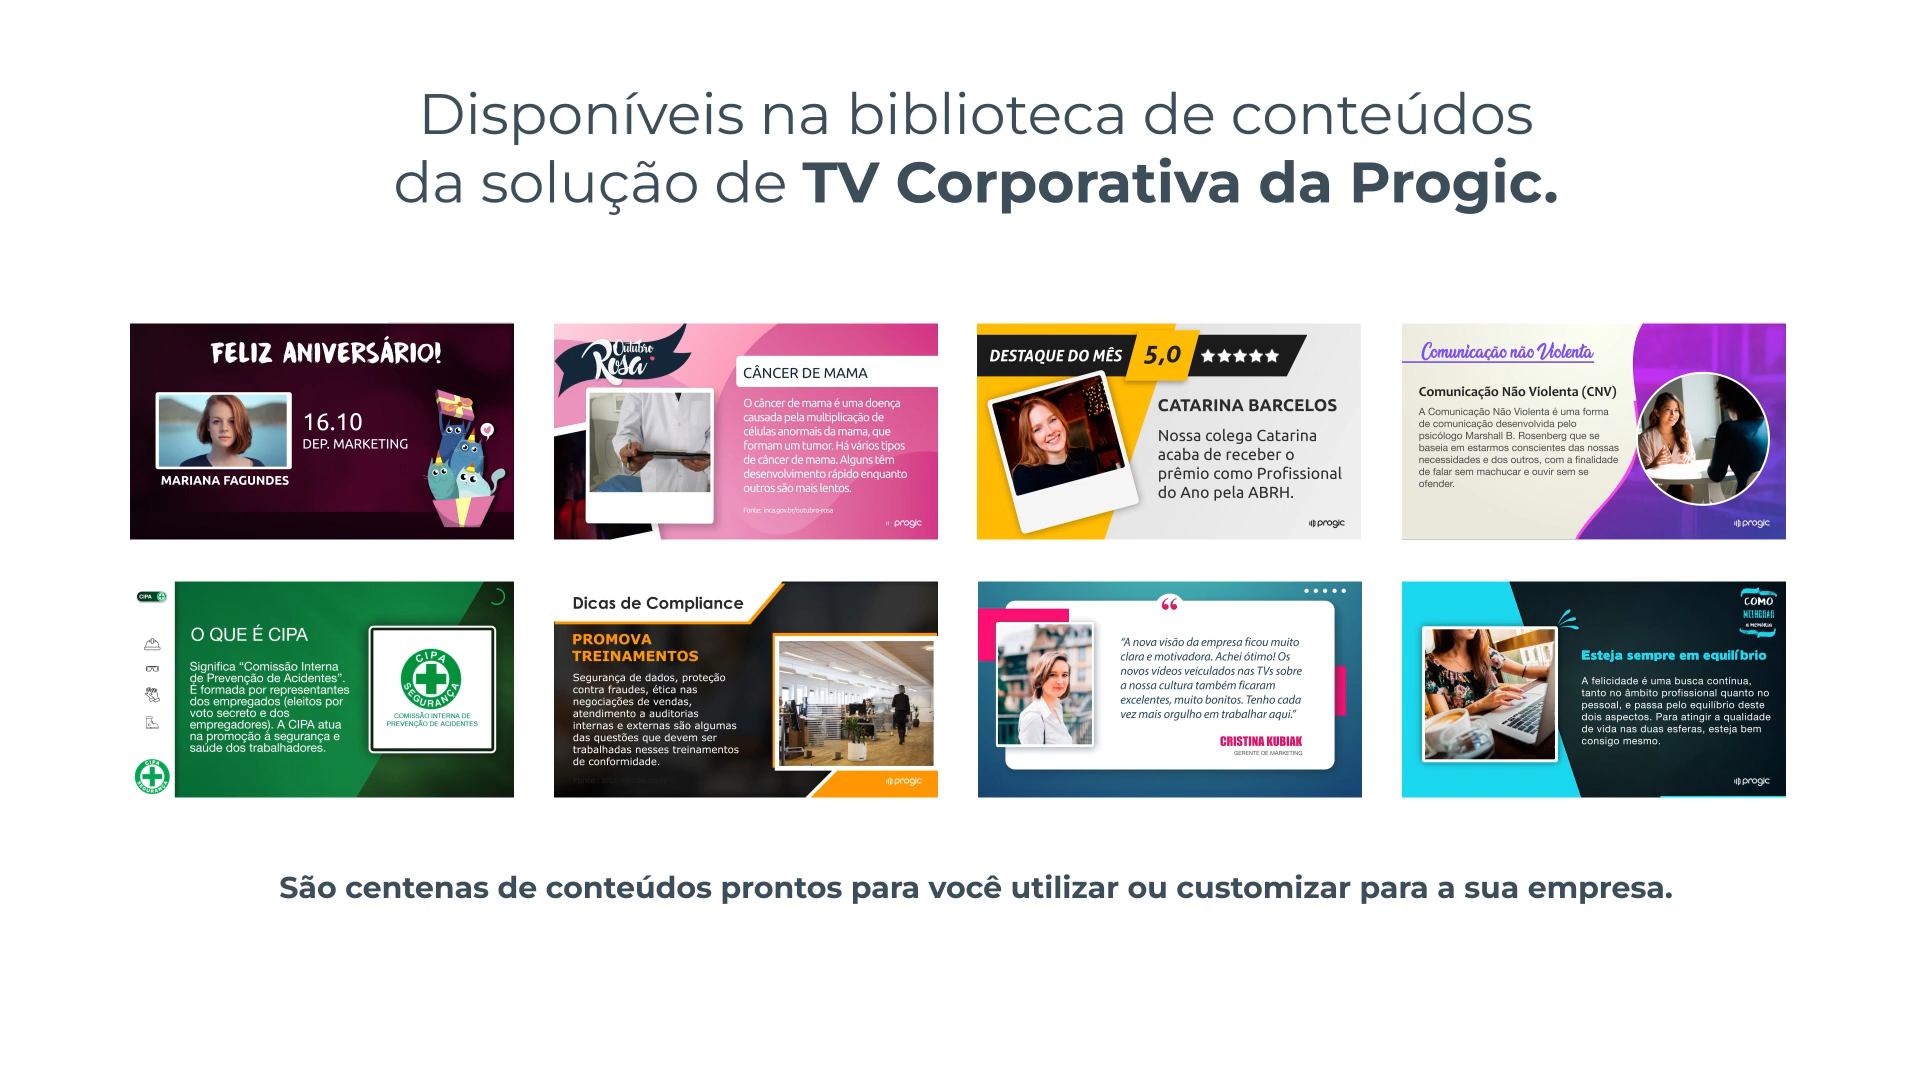 Disponíveis na biblioteca de conteúdos
da solução de TV Corporativa da Progic.
FELIZ ANIVERSÁRIO!
16.10
DEP. MARKETING
MARIANA FAGUNDES
Outubro
Rosa
CÂNCER DE MAMA
O câncer de mama é uma doença
causada pela multiplicação de
células anormais da mama, que
formam um tumor. Há vários tipos
de câncer de mama. Alguns têm
desenvolvimento rápido enquanto
outros são mais lentos.
Fonte: inca.gov.br/outubro-rosa
progic
DESTAQUE DO MÊS 5,0
CATARINA BARCELOS
Nossa colega Catarina
acaba de receber o
prêmio como Profissional
do Ano pela ABRH.
progic
Comunicação não Violenta
Comunicação Não Violenta (CNV)
A Comunicação Não Violenta é uma forma
de comunicação desenvolvida pelo
psicólogo Marshall B. Rosenberg que se
baseia em estarmos conscientes das nossas
necessidades e dos outros, com a finalidade
de falar sem machucar e ouvir sem se
ofender.
progic
CIPA
O QUE É CIPA
Significa “Comissão Interna
de Prevenção de Acidentes”.
É formada por representantes
dos empregados (eleitos por
voto secreto e dos
empregadores). A CIPA atua
na promoção à segurança e
saúde dos trabalhadores.
CIPA
SEGURANÇA
COMISSÃO INTERNA DE
PREVENÇÃO DE ACIDENTES
CIPA
SEGURANÇA
Dicas de Compliance
PROMOVA
TREINAMENTOS
Segurança de dados, proteção
contra fraudes, ética nas
negociações de vendas,
atendimento a auditorias
internas e externas são algumas
das questões que devem ser
trabalhadas nesses treinamentos
de conformidade.
progic
“A nova visão da empresa ficou muito
clara e motivadora. Achei ótimo! Os
novos vídeos veiculados nas TVs sobre
a nossa cultura também ficaram
excelentes, muito bonitos. Tenho cada
vez mais orgulho em trabalhar aqui.”
CRISTINA KUBIAK
GERENTE DE MARKETING
COMO
MELHORAR
A MEMÓRIA
Esteja sempre em equilíbrio
A felicidade é uma busca contínua,
tanto no âmbito profissional quanto no
pessoal, e passa pelo equilíbrio deste
dois aspectos. Para atingir a qualidade
de vida nas duas esferas, esteja bem
consigo mesmo.
progic
São centenas de conteúdos prontos para você utilizar ou customizar para a sua empresa.